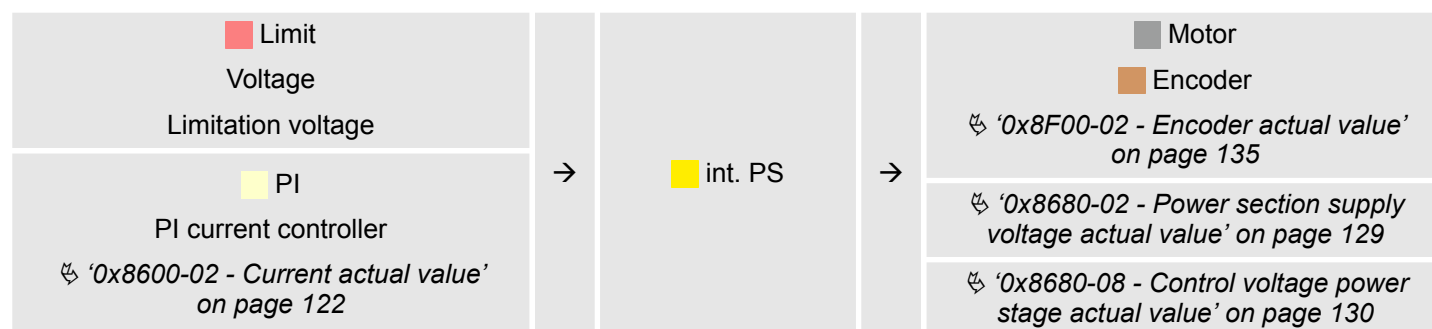 Limit
Voltage
Limitation voltage
PI
PI current controller
↳ ‘0x8600-02 - Current actual value’
on page 122
→
int. PS
→
Motor
Encoder
↳ ‘0x8F00-02 - Encoder actual value’
on page 135
↳ ‘0x8680-02 - Power section supply
voltage actual value’ on page 129
↳ ‘0x8680-08 - Control voltage power
stage actual value’ on page 130